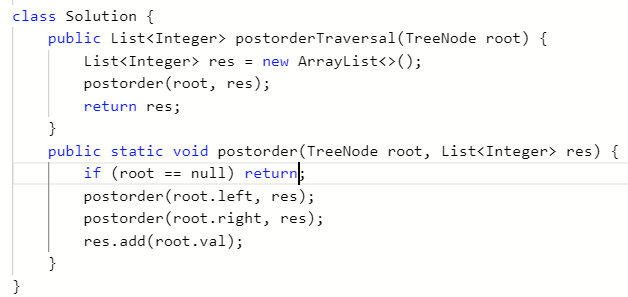 class Solution {
    public List<Integer> postorderTraversal(TreeNode root) {
        List<Integer> res = new ArrayList<>();
        postorder(root, res);
        return res;
    }
    public static void postorder(TreeNode root, List<Integer> res) {
        if (root == null) return;
        postorder(root.left, res);
        postorder(root.right, res);
        res.add(root.val);
    }
}